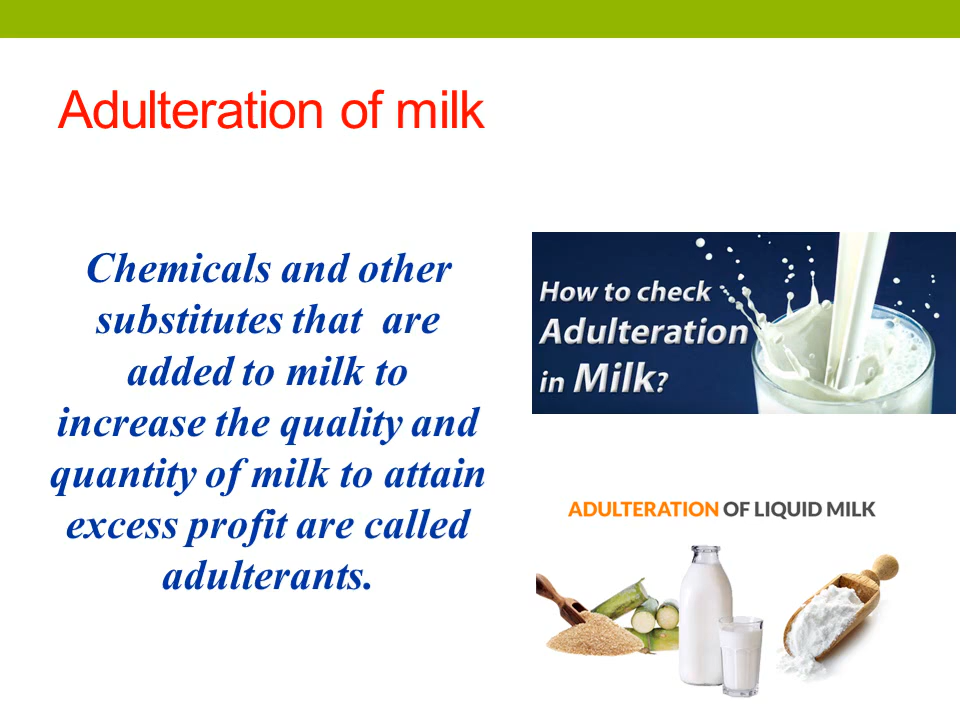 Adulteration of milk
Chemicals and other
substitutes that are
added to milk to
increase the quality and
quantity of milk to attain
excess profit are called
adulterants.
How to check
Adulteration
in Milk?
ADULTERATION OF LIQUID MILK